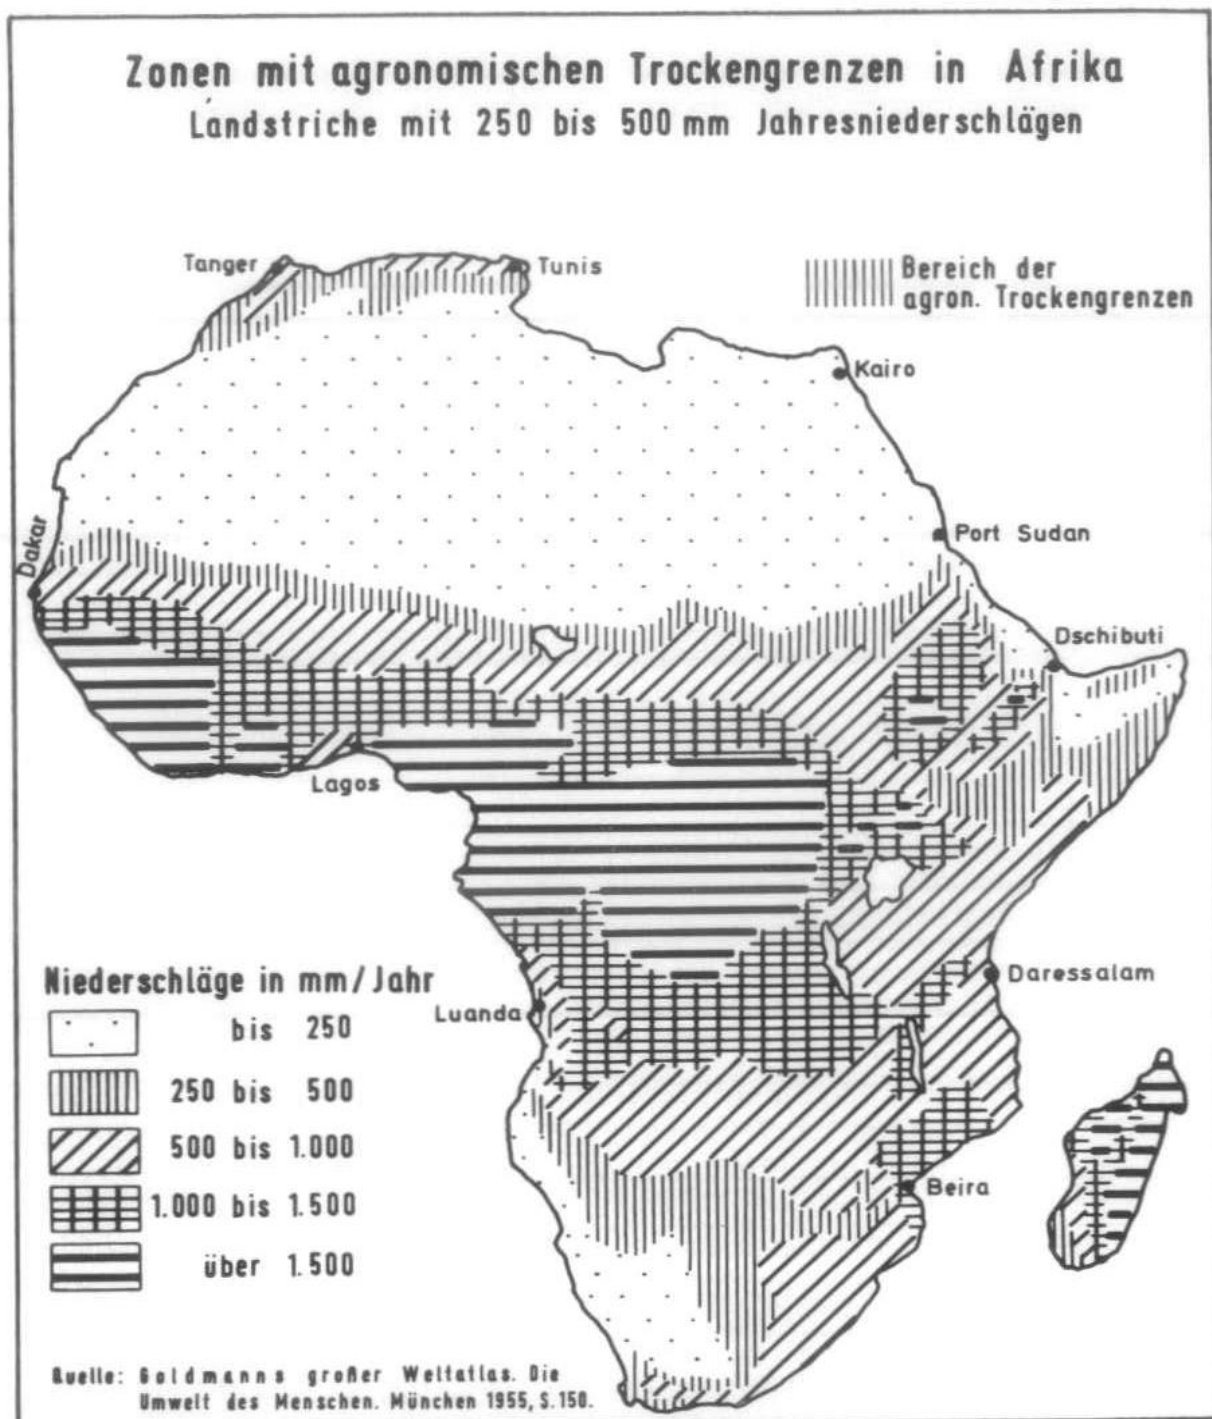 Zonen mit agronomischen Trockengrenzen in Afrika
Landstriche mit 250 bis 500 mm Jahresniederschlägen
Tanger
Tunis
Bereich der
agron. Trockengrenzen
Kairo
Port Sudan
Dakar
Dschibuti
Lagos
Niederschläge in mm/Jahr
bis 250
250 bis 500
500 bis 1.000
1.000 bis 1.500
über 1.500
Luanda
Daressalam
Beira
Quelle: Goldmanns großer Weltatlas. Die
Umwelt des Menschen. München 1955, S.150.